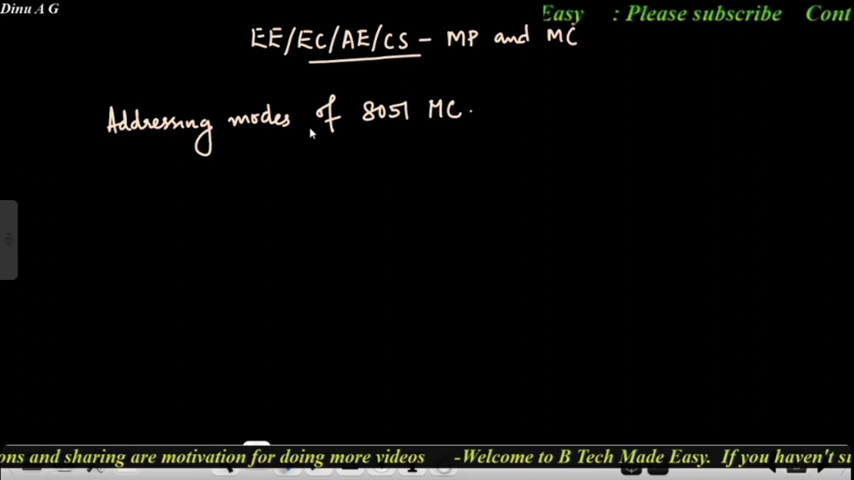 Dinu A G
Easy : Please subscribe Cont
EE/EC/AE/CS - MP and MC
Addressing modes of 8051 MC.
ons and sharing are motivation for doing more videos -Welcome to B Tech Made Easy. If you haven't su